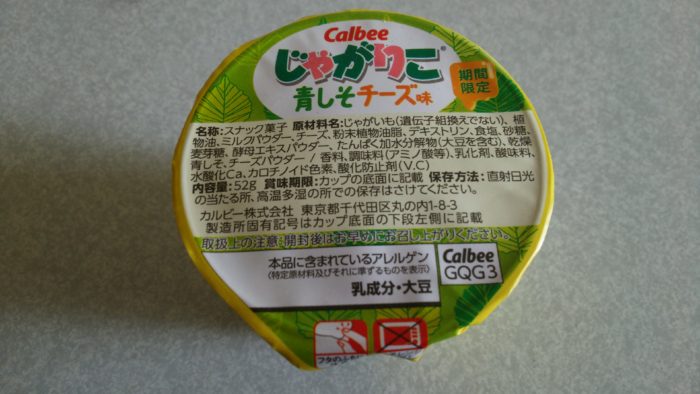 Calbee
じゃがりこ®
期間
限定
青しそチーズ味
名称:スナック菓子 原材料名:じゃがいも(遺伝子組換えでない)、植
物油、ミルクパウダー、チーズ、粉末植物油脂、デキストリン、食塩、砂糖、
麦芽糖、酵母エキスパウダー、たんぱく加水分解物(大豆を含む)、乾燥
青しそ、チーズパウダー / 香料、調味料(アミノ酸等)、乳化剤、酸味料、
水酸化Ca、カロチノイド色素、酸化防止剤(V.C)
内容量:52g 賞味期限:カップの底面に記載 保存方法:直射日光
の当たる所、高温多湿の所での保存はさけてください。
カルビー株式会社 東京都千代田区丸の内1-8-3
製造所固有記号はカップ底面の下段左側に記載
取扱上の注意:開封後はお早めにお召し上がりください。
本品に含まれているアレルゲン
(特定原材料及びそれに準ずるものを表示)
乳成分・大豆
Calbee
GQG3